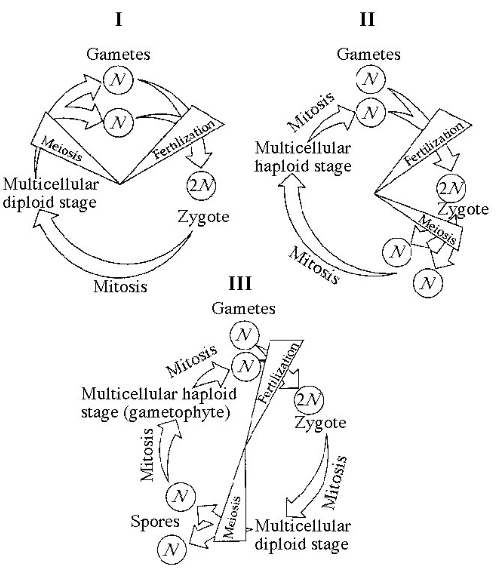 I
Gametes
N
N
Meiosis
Fertilization
Multicellular
diploid stage
2N
Zygote
Mitosis
II
Gametes
N
N
Mitosis
Multicellular
haploid stage
Fertilization
2N
Zygote
Meiosis
N
N
Mitosis
III
Gametes
N
N
Mitosis
Fertilization
Multicellular haploid
stage (gametophyte)
2N
Zygote
Mitosis
Mitosis
N
Spores
N
Meiosis
Multicellular
diploid stage